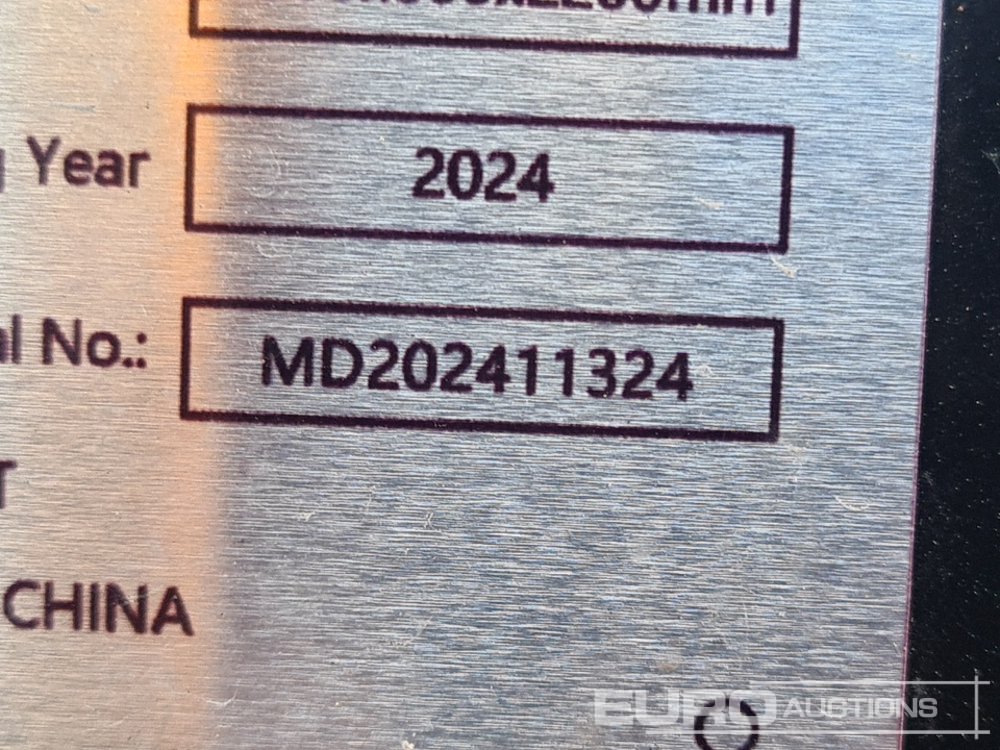 Year
2024
No.:
MD202411324
CHINA
EURO AUCTIONS